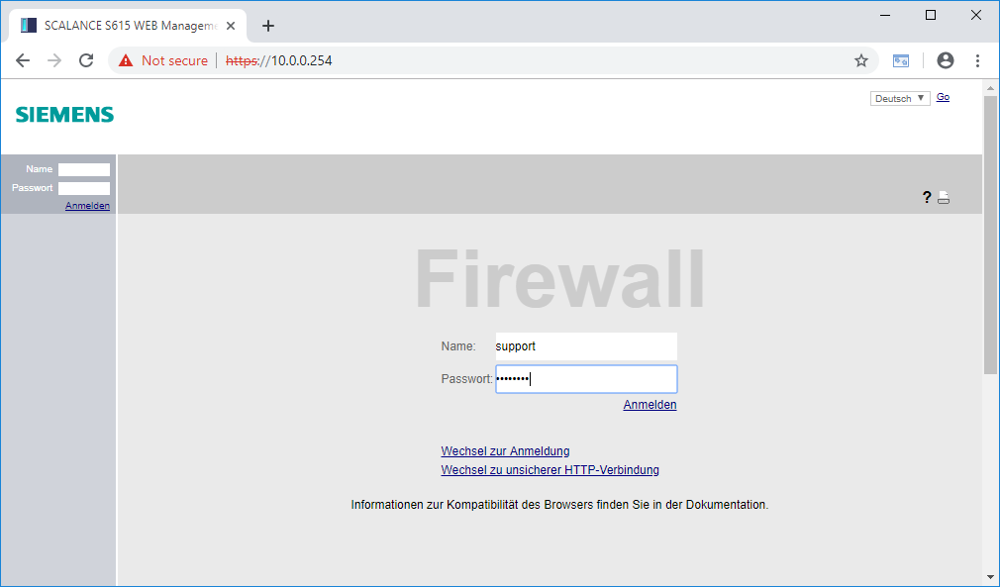 SCALANCE S615 WEB Manageme
Not secure https://10.0.0.254
Deutsch Go
SIEMENS
Name
Passwort
Anmelden
?
Firewall
Name: support
Passwort: ••••••••
Anmelden
Wechsel zur Anmeldung
Wechsel zu unsicherer HTTP-Verbindung
Informationen zur Kompatibilität des Browsers finden Sie in der Dokumentation.